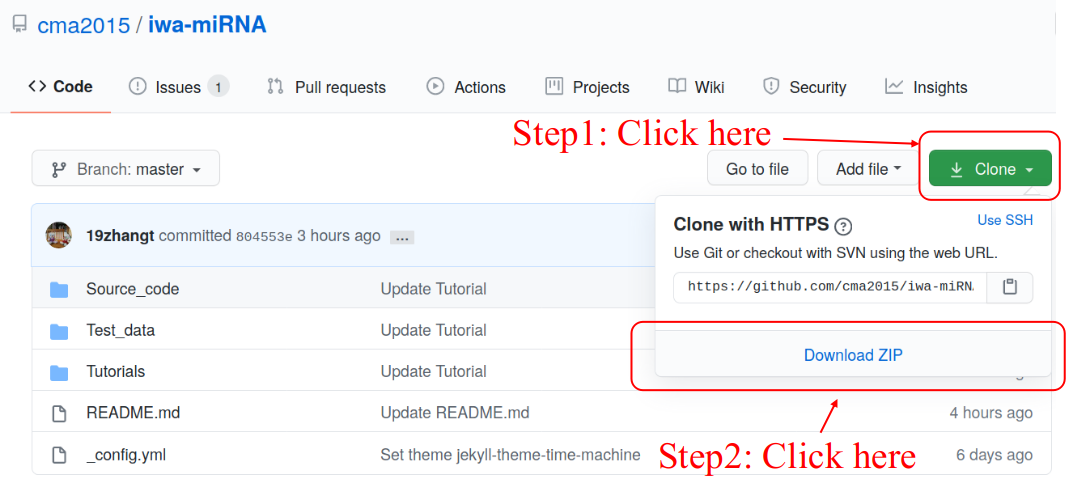 cma2015 / iwa-miRNA
Code Issues 1 Pull requests Actions Projects Wiki Security Insights
Step1: Click here
Branch: master Go to file Add file Clone
19zhangt committed 804553e 3 hours ago ...
Clone with HTTPS ? Use SSH
Use Git or checkout with SVN using the web URL.
https://github.com/cma2015/iwa-miRN
Download ZIP
Source_code Update Tutorial
Test_data Update Tutorial
Tutorials Update Tutorial
README.md Update README.md 4 hours ago
_config.yml Set theme jekyll-theme-time-machine 6 days ago
Step2: Click here